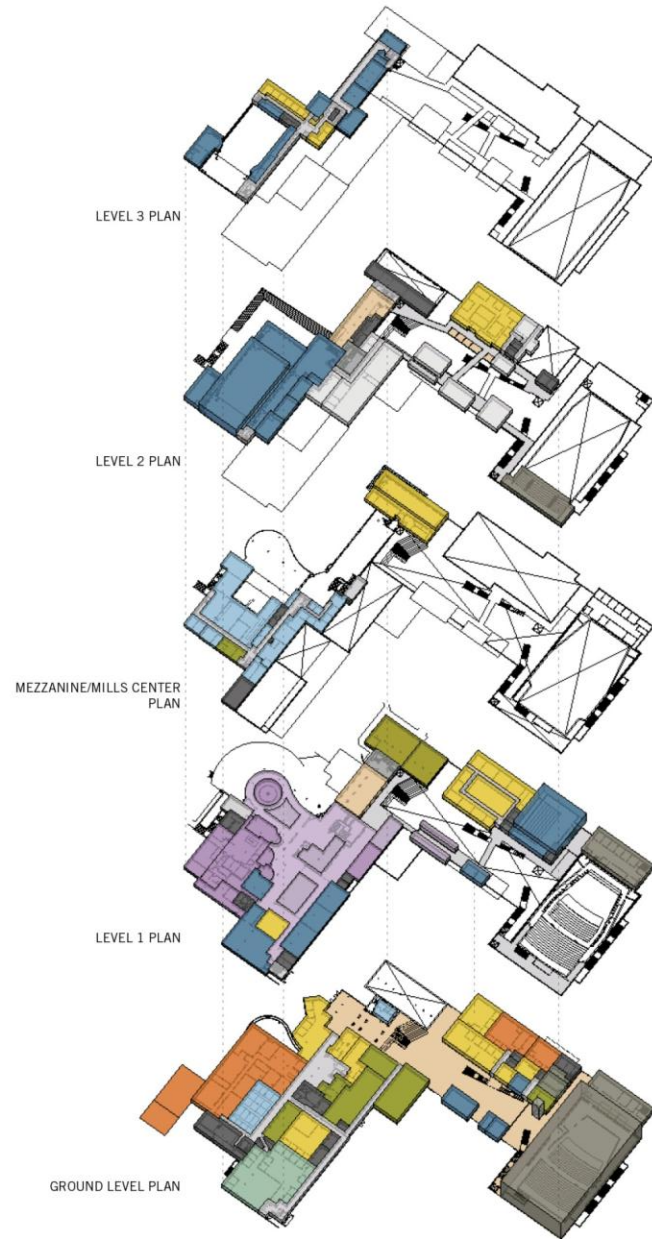 LEVEL 3 PLAN
LEVEL 2 PLAN
MEZZANINE/MILLS CENTER
PLAN
LEVEL 1 PLAN
GROUND LEVEL PLAN